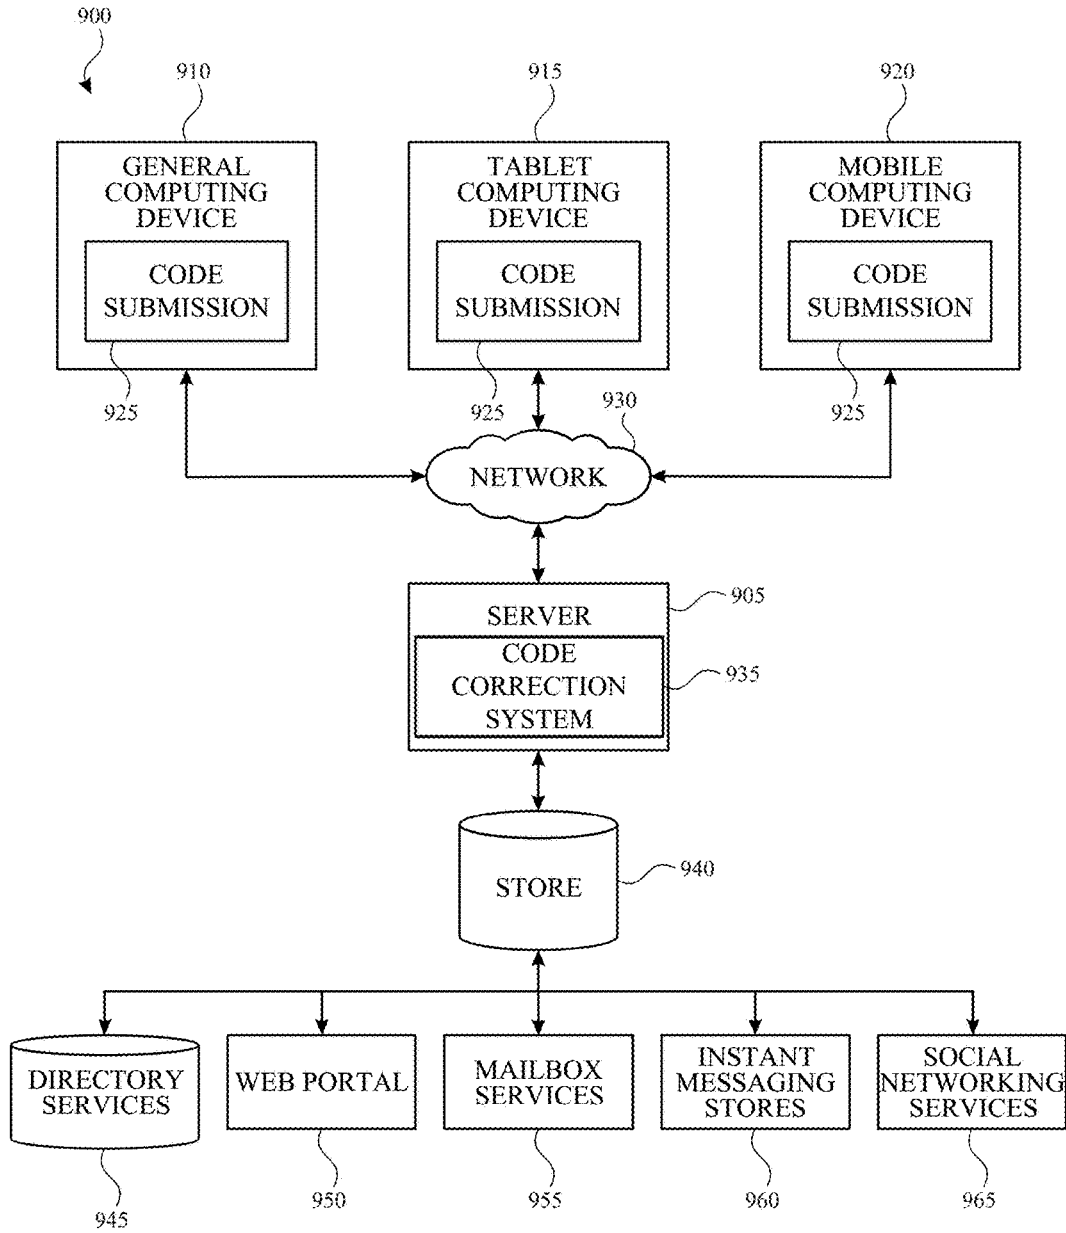 900
910
915
920
GENERAL
COMPUTING
DEVICE
TABLET
COMPUTING
DEVICE
MOBILE
COMPUTING
DEVICE
CODE
SUBMISSION
CODE
SUBMISSION
CODE
SUBMISSION
925
925
925
930
NETWORK
905
SERVER
CODE
CORRECTION
SYSTEM
935
STORE
940
DIRECTORY
SERVICES
WEB PORTAL
MAILBOX
SERVICES
INSTANT
MESSAGING
STORES
SOCIAL
NETWORKING
SERVICES
945
950
955
960
965